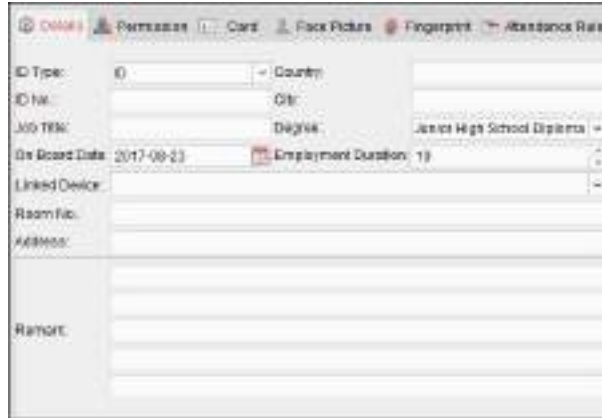 Details Permission Card Face Picture Fingerprint Attendance Rule
ID Type: ID Country:
ID No.: City:
Job Title: Degree: Junior High School Diploma
On Board Date: 2017-08-23 Employment Duration: 10
Linked Device:
Room No.:
Address:
Remark: